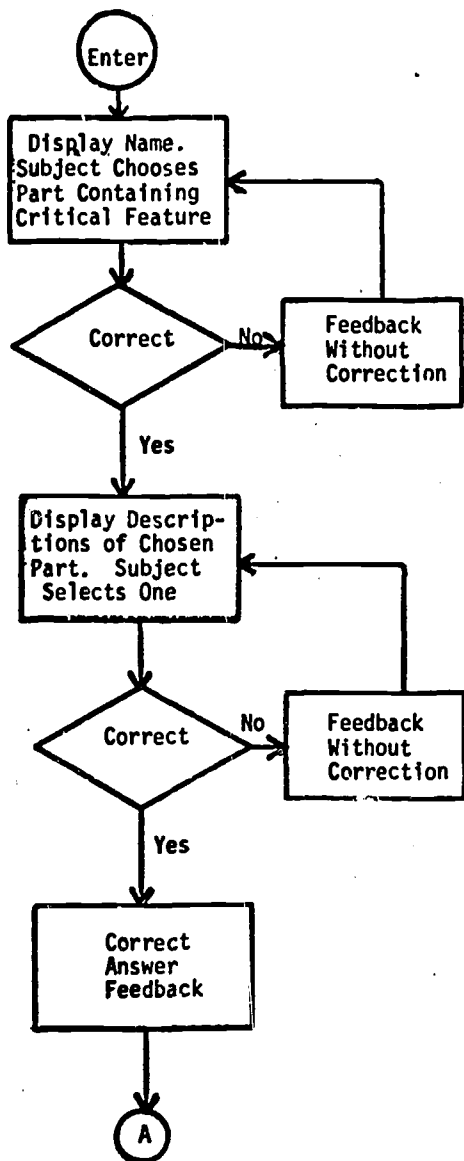 Enter
Display Name.
Subject Chooses
Part Containing
Critical Feature
Correct
No
Feedback
Without
Correction
Yes
Display Descrip-
tions of Chosen
Part. Subject
Selects One
Correct
No
Feedback
Without
Correction
Yes
Correct
Answer
Feedback
A